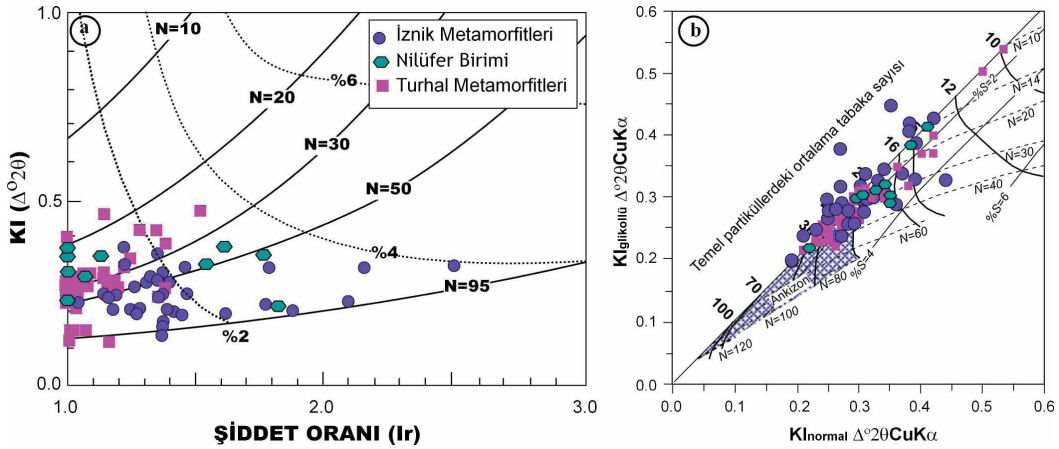 a
1.0
0.5
0.0
KI (Δ°2θ)
N=10
N=20
N=30
N=50
N=95
%6
%4
%2
İznik Metamorfitleri
Nilüfer Birimi
Turhal Metamorfitleri
1.0
2.0
3.0
ŞİDDET ORANI (Ir)
b
0.6
0.5
0.4
0.3
0.2
0.1
0.0
KIglikollü Δ°2θCuKα
Temel partiküllerdeki ortalama tabaka sayısı
10
12
16
70
100
N=10
%S=2
N=14
N=20
N=30
N=40
%S=6
N=60
%S=4
N=80
Ankizon
N=100
N=120
0.0
0.1
0.2
0.3
0.4
0.5
0.6
KInormal Δ°2θCuKα